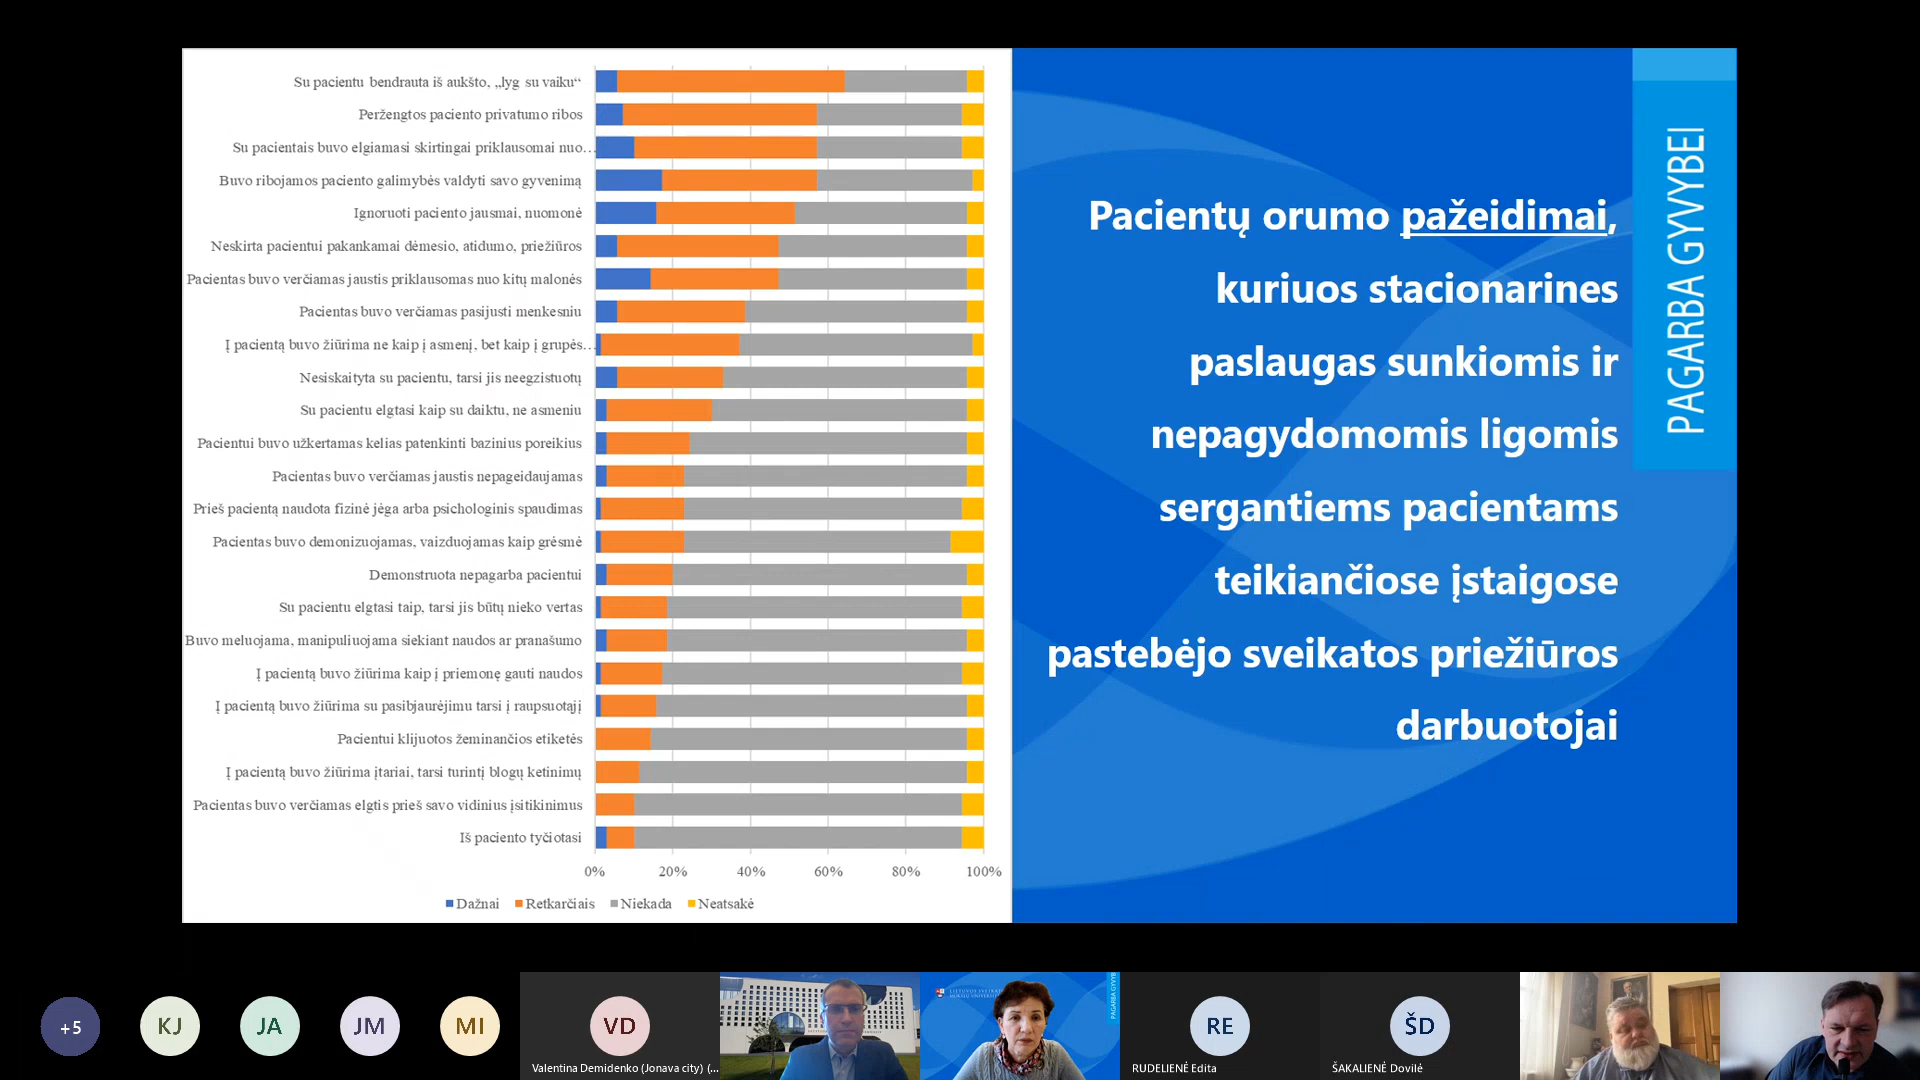 Su pacientu bendrauta iš aukšto, „lyg su vaiku“
Peržengtos paciento privatumo ribos
Su pacientais buvo elgiamasi skirtingai priklausomai nuo…
Buvo ribojamos paciento galimybės valdyti savo gyvenimą
Ignoruoti paciento jausmai, nuomonė
Neskirta pacientui pakankamai dėmesio, atidumo, priežiūros
Pacientas buvo verčiamas jaustis priklausomas nuo kitų malonės
Pacientas buvo verčiamas pasijusti menkesniu
Į pacientą buvo žiūrima ne kaip į asmenį, bet kaip į grupės…
Nesiskaityta su pacientu, tarsi jis neegzistuotų
Su pacientu elgtasi kaip su daiktu, ne asmeniu
Pacientui buvo užkertamas kelias patenkinti bazinius poreikius
Pacientas buvo verčiamas jaustis nepageidaujamas
Prieš pacientą naudota fizinė jėga arba psichologinis spaudimas
Pacientas buvo demonizuojamas, vaizduojamas kaip grėsmė
Demonstruota nepagarba pacientui
Su pacientu elgtasi taip, tarsi jis būtų nieko vertas
Buvo meluojama, manipuliuojama siekiant naudos ar pranašumo
Į pacientą buvo žiūrima kaip į priemonę gauti naudos
Į pacientą buvo žiūrima su pasibjaurėjimu tarsi į raupsuotąjį
Pacientui klijuotos žeminančios etiketės
Į pacientą buvo žiūrima įtariai, tarsi turintį blogų ketinimų
Pacientas buvo verčiamas elgtis prieš savo vidinius įsitikinimus
Iš paciento tyčiotasi
0% 20% 40% 60% 80% 100%
Dažnai Retkarčiais Niekada Neatsakė
Pacientų orumo pažeidimai,
kuriuos stacionarines
paslaugas sunkiomis ir
nepagydomomis ligomis
sergantiems pacientams
teikiančiose įstaigose
pastebėjo sveikatos priežiūros
darbuotojai
PAGARBA GYVYBEI
+5
KJ
JA
JM
MI
VD
Valentina Demidenko (Jonava city) (...
RE
RUDELIENĖ Edita
ŠD
ŠAKALIENĖ Dovilė